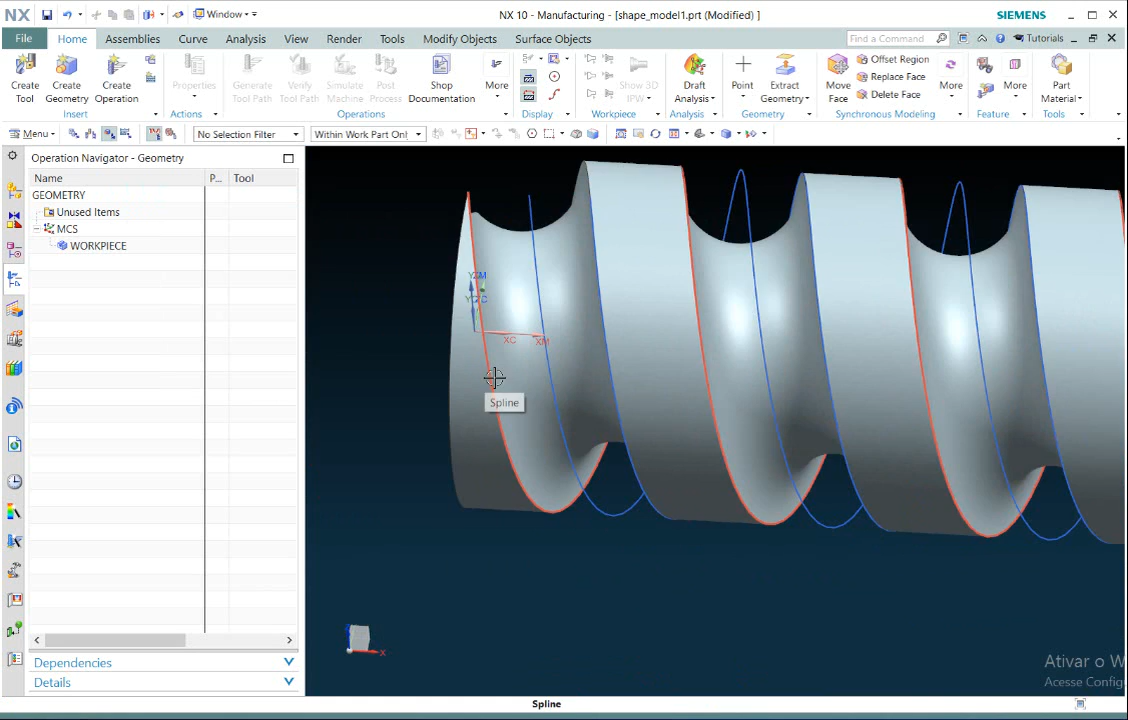 NX
Window
NX 10 - Manufacturing - [shape_model1.prt (Modified) ]
SIEMENS
File
Home
Assemblies
Curve
Analysis
View
Render
Tools
Modify Objects
Surface Objects
Find a Command
Tutorials
Create Tool
Create Geometry
Create Operation
Properties
Generate Tool Path
Verify Tool Path
Simulate Machine
Post Process
Shop Documentation
More
Show 3D IPW
Draft Analysis
Point
Extract Geometry
Move Face
Offset Region
Replace Face
Delete Face
More
More
Part Material
Insert
Actions
Operations
Display
Workpiece
Analysis
Geometry
Synchronous Modeling
Feature
Tools
Menu
No Selection Filter
Within Work Part Onl
Operation Navigator - Geometry
Name
P...
Tool
GEOMETRY
Unused Items
MCS
WORKPIECE
XC
XM
Spline
X
Dependencies
Details
Ativar o W
Acesse Config
Spline